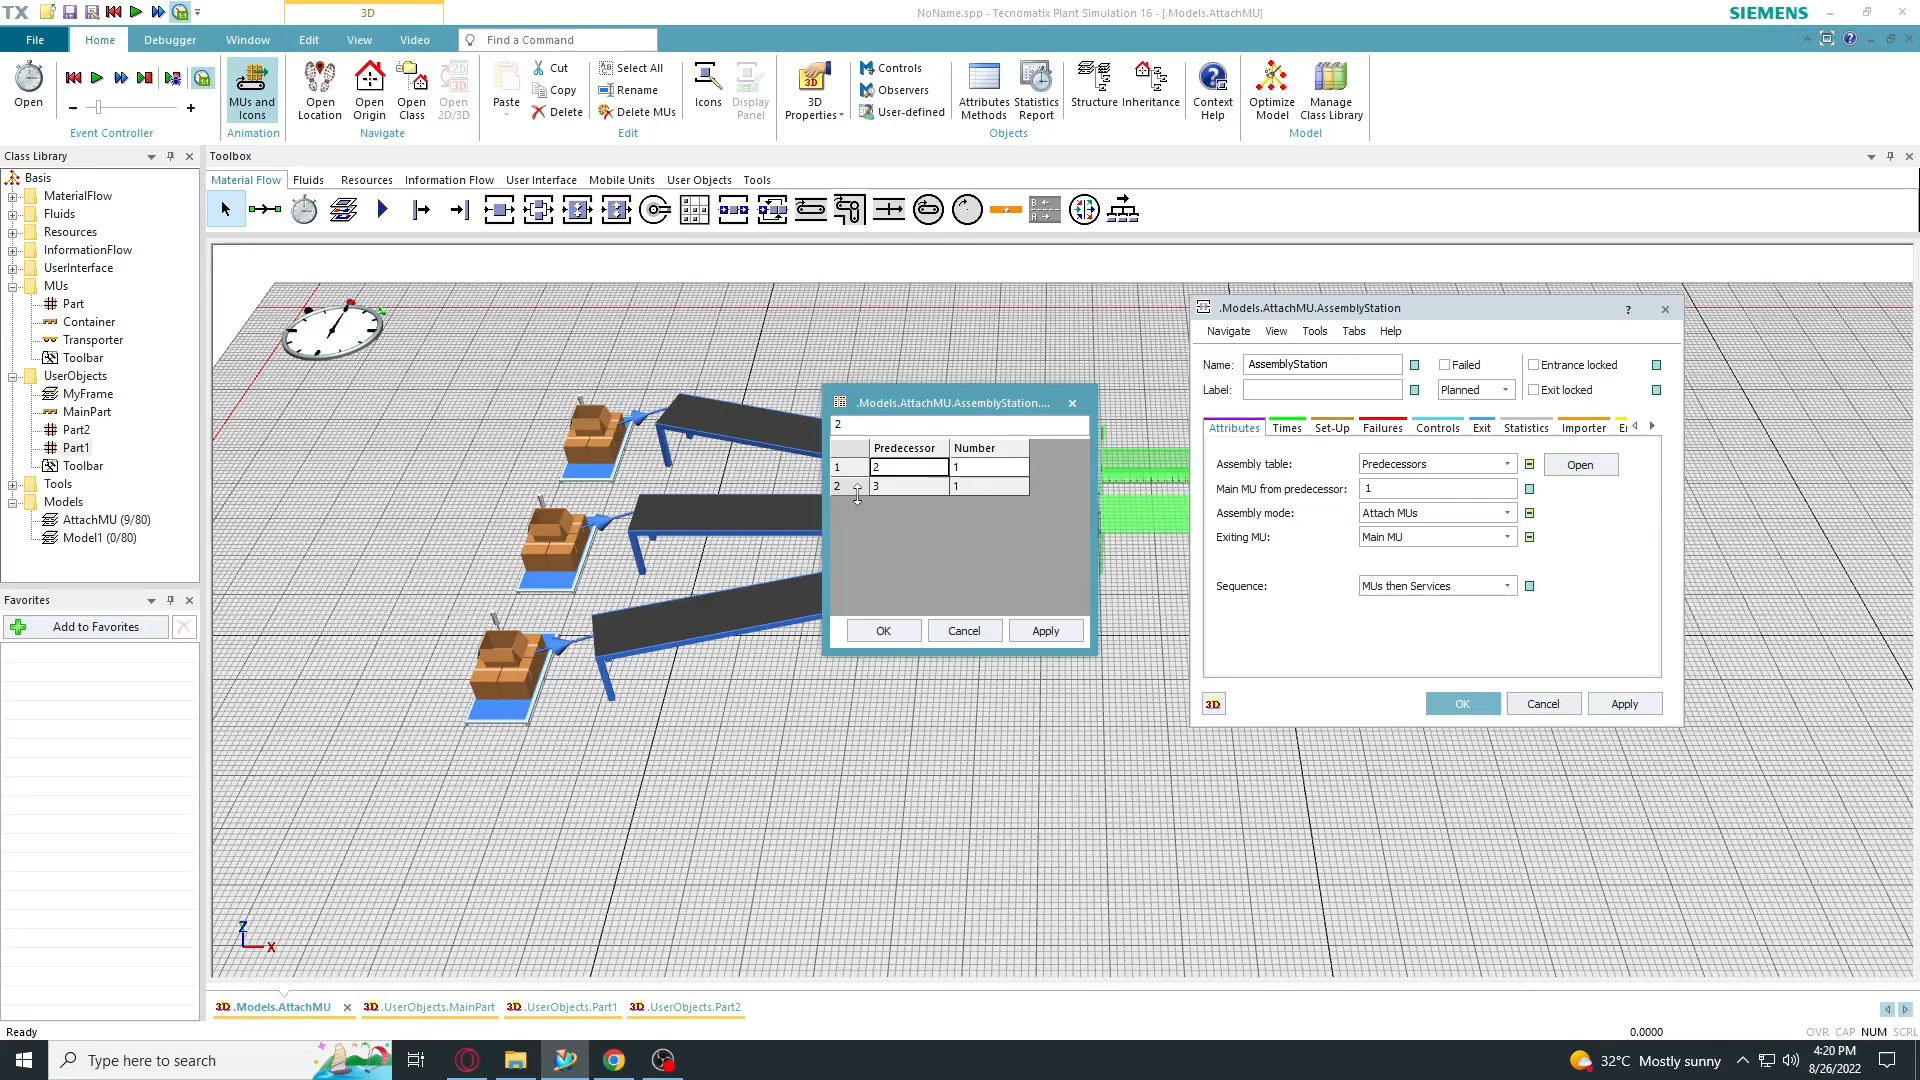 TX
3D
NoName.spp - Tecnomatix Plant Simulation 16 - [.Models.AttachMU]
SIEMENS
File Home Debugger Window Edit View Video
Find a Command
Open
Event Controller
MUs and Icons
Animation
Open Location
Open Origin
Open Class
Open 2D/3D
Navigate
Paste
Cut
Copy
Delete
Select All
Rename
Delete MUs
Edit
Icons
Display Panel
3D Properties
Controls
Observers
User-defined
Attributes Methods
Statistics Report
Objects
Structure
Inheritance
Context Help
Optimize Model
Manage Class Library
Model
Class Library
Basis
MaterialFlow
Fluids
Resources
InformationFlow
UserInterface
MUs
Part
Container
Transporter
Toolbar
UserObjects
MyFrame
MainPart
Part2
Part1
Toolbar
Tools
Models
AttachMU (9/80)
Model1 (0/80)
Favorites
Add to Favorites
Toolbox
Material Flow Fluids Resources Information Flow User Interface Mobile Units User Objects Tools
.Models.AttachMU.AssemblyStation....
2
Predecessor Number
1 2 1
2 3 1
OK Cancel Apply
.Models.AttachMU.AssemblyStation
Navigate View Tools Tabs Help
Name: AssemblyStation Failed Entrance locked
Label: Planned Exit locked
Attributes Times Set-Up Failures Controls Exit Statistics Importer
Assembly table: Predecessors Open
Main MU from predecessor: 1
Assembly mode: Attach MUs
Exiting MU: Main MU
Sequence: MUs then Services
3D OK Cancel Apply
Z
X
3D .Models.AttachMU 3D .UserObjects.MainPart 3D .UserObjects.Part1 3D .UserObjects.Part2
Ready 0.0000 OVR CAP NUM SCRL
Type here to search
32°C Mostly sunny
4:20 PM
8/26/2022